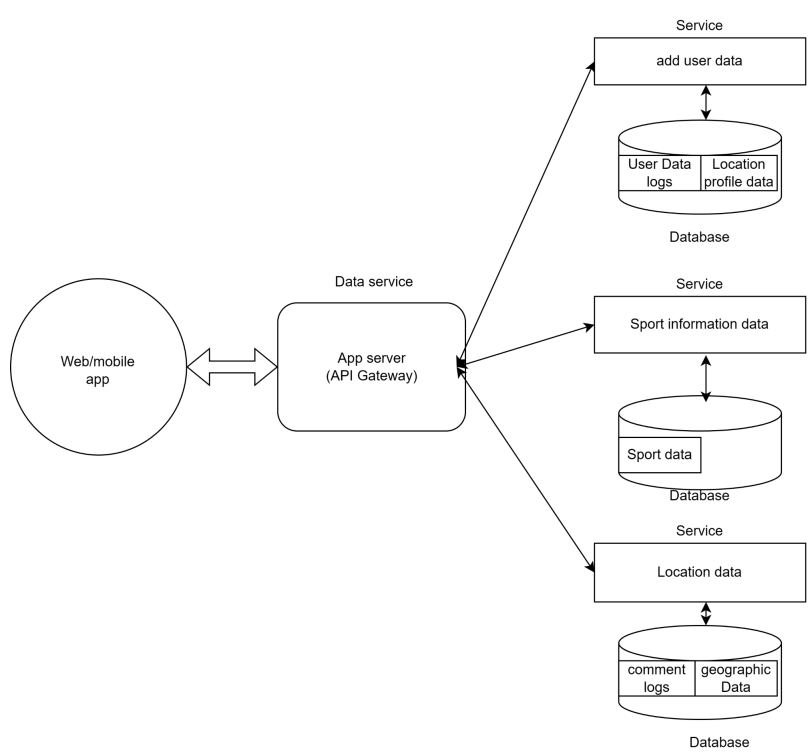 Service
add user data
User Data
logs
Location
profile data
Database
Data service
Web/mobile
app
App server
(API Gateway)
Service
Sport information data
Sport data
Database
Service
Location data
comment
logs
geographic
Data
Database